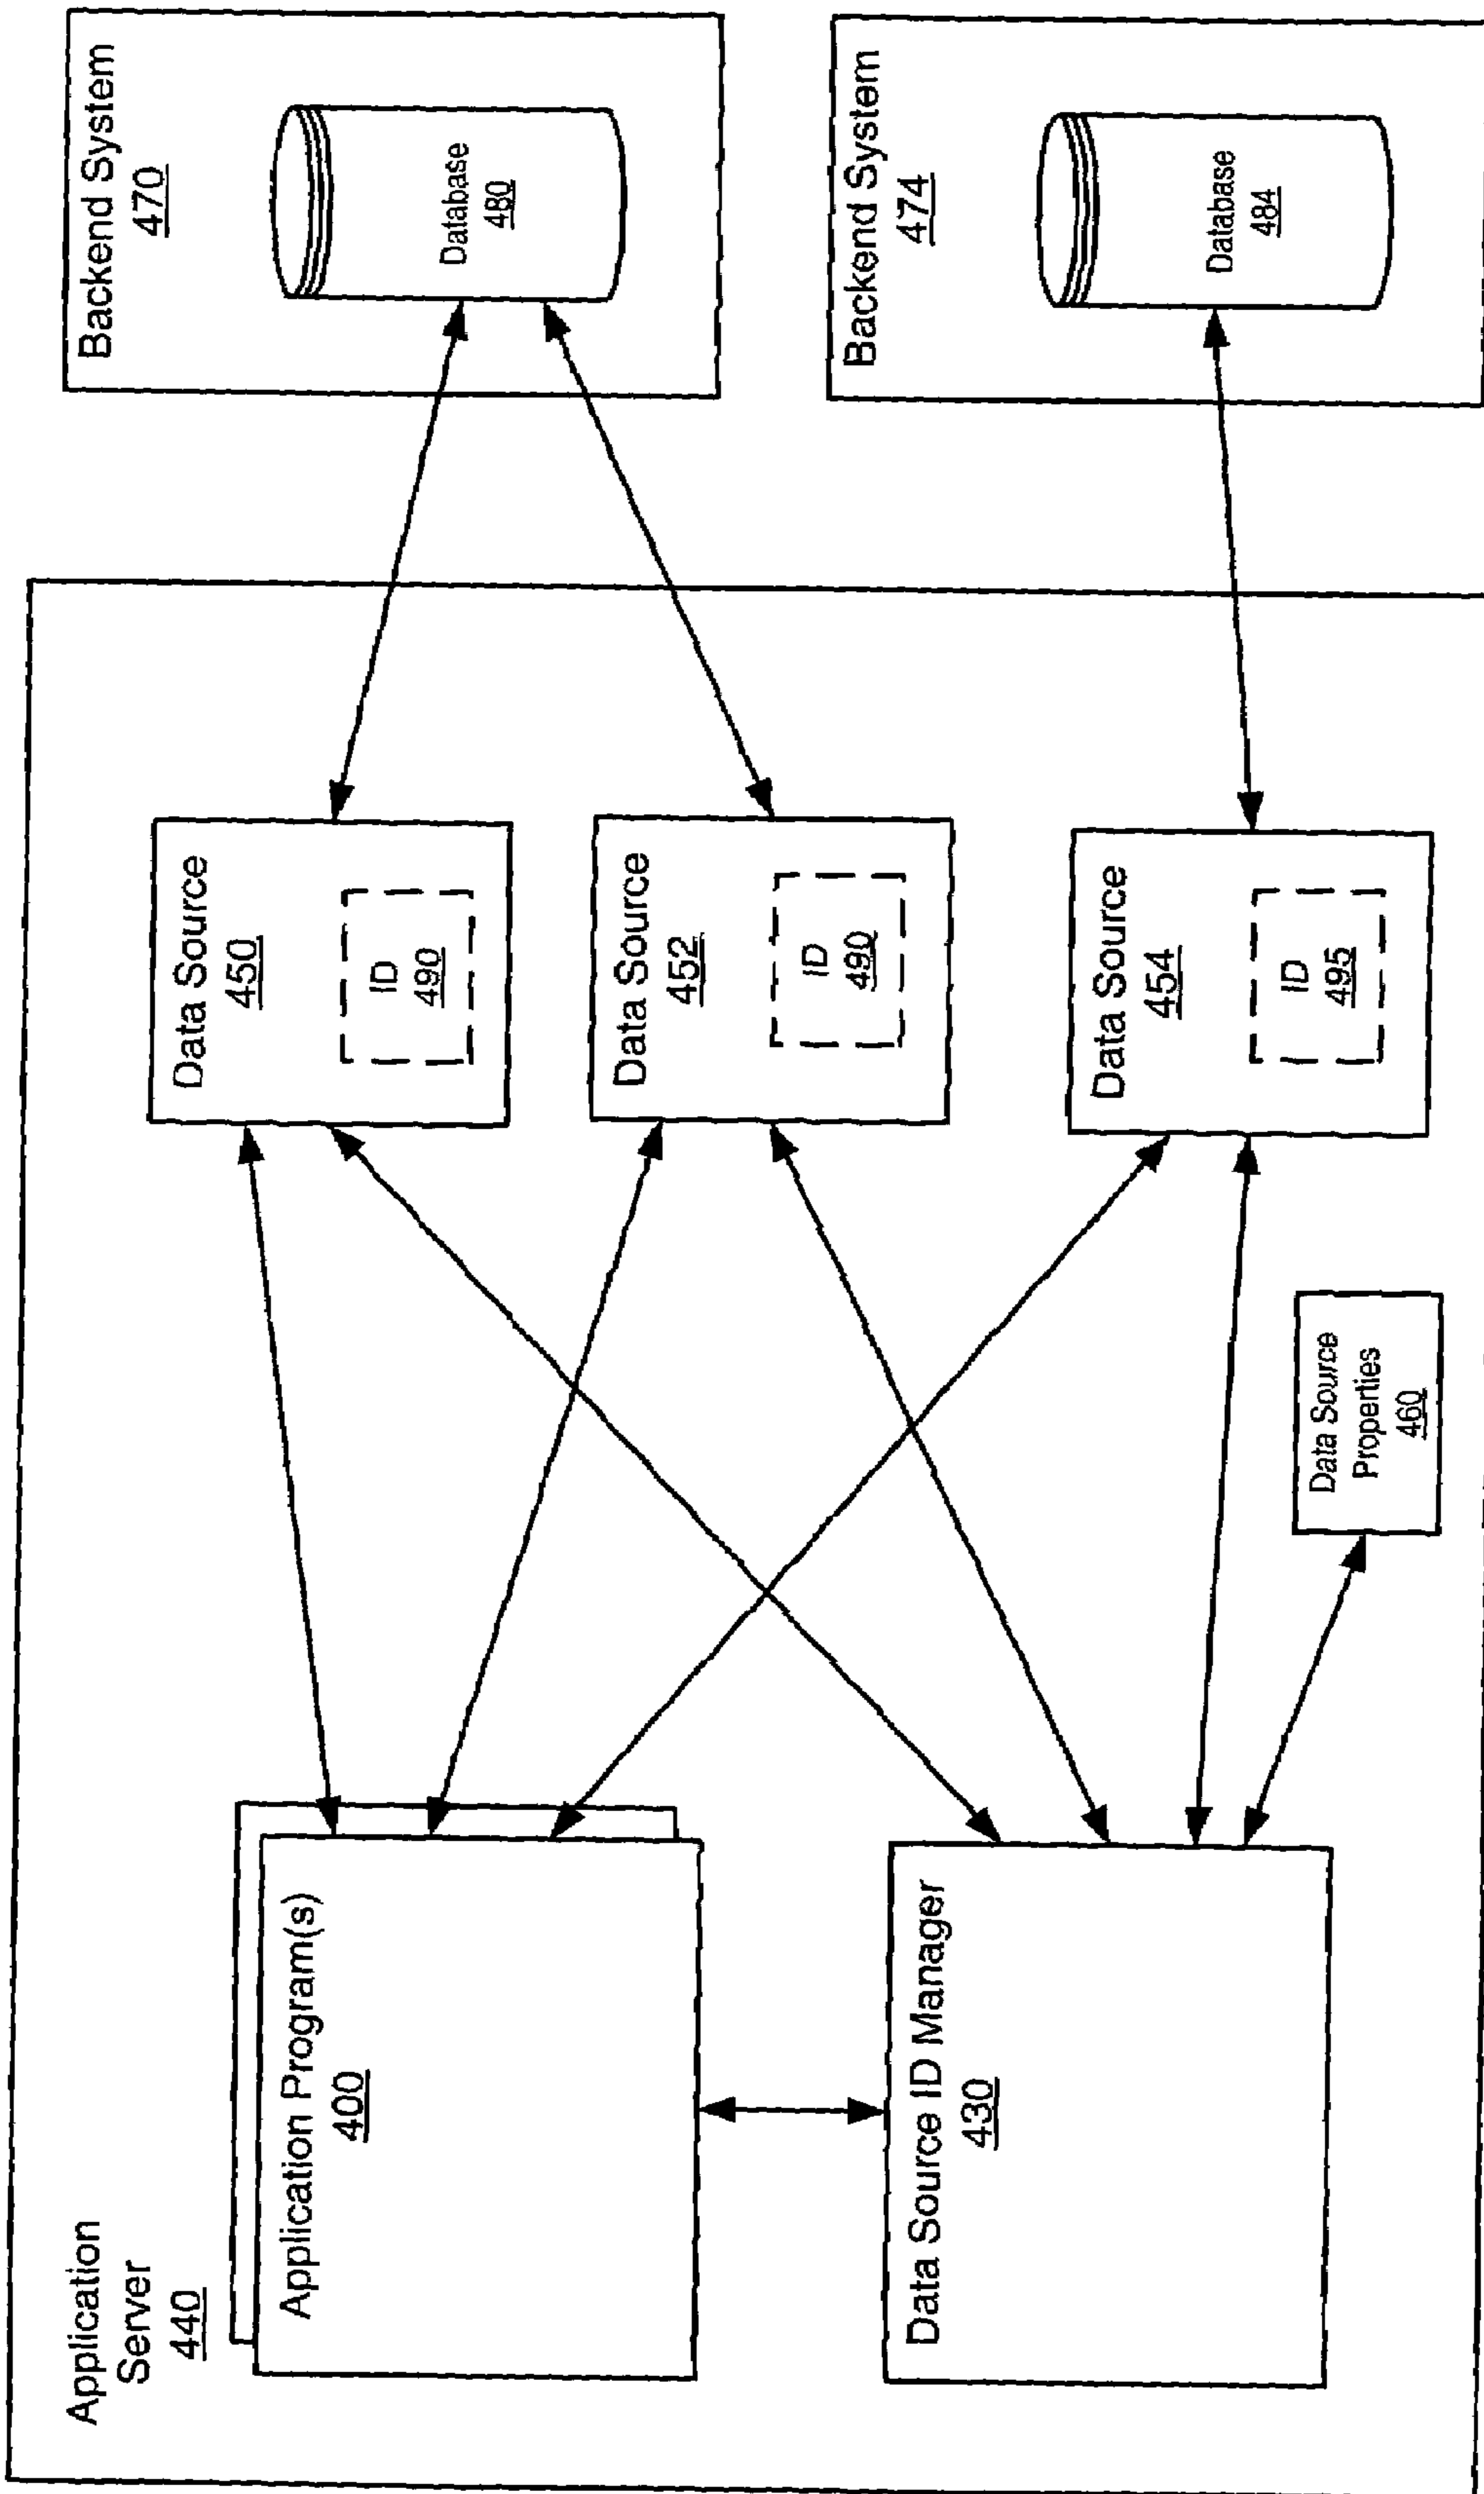 Application
Server
440
Application Program(s)
400
Data Source ID Manager
430
Data Source
450
ID
490
Data Source
452
ID
490
Data Source
454
ID
495
Data Source
Properties
460
Backend System
470
Database
480
Backend System
474
Database
484